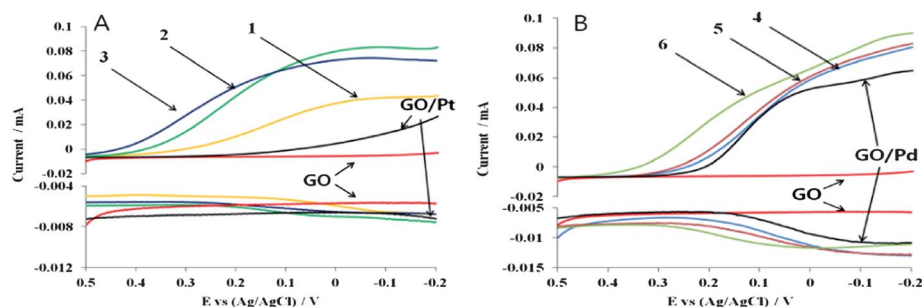 A
0.1
0.08
0.06
0.04
0.02
0
-0.02
-0.004
-0.008
-0.012
Current / mA
3
2
1
GO/Pt
GO
0.5 0.4 0.3 0.2 0.1 0 -0.1 -0.2
E vs (Ag/AgCl) / V
B
0.1
0.08
0.06
0.04
0.02
0
-0.02
-0.005
-0.01
-0.015
Current / mA
6
5
4
GO/Pd
GO
0.5 0.4 0.3 0.2 0.1 0 -0.1 -0.2
E vs (Ag/AgCl) / V